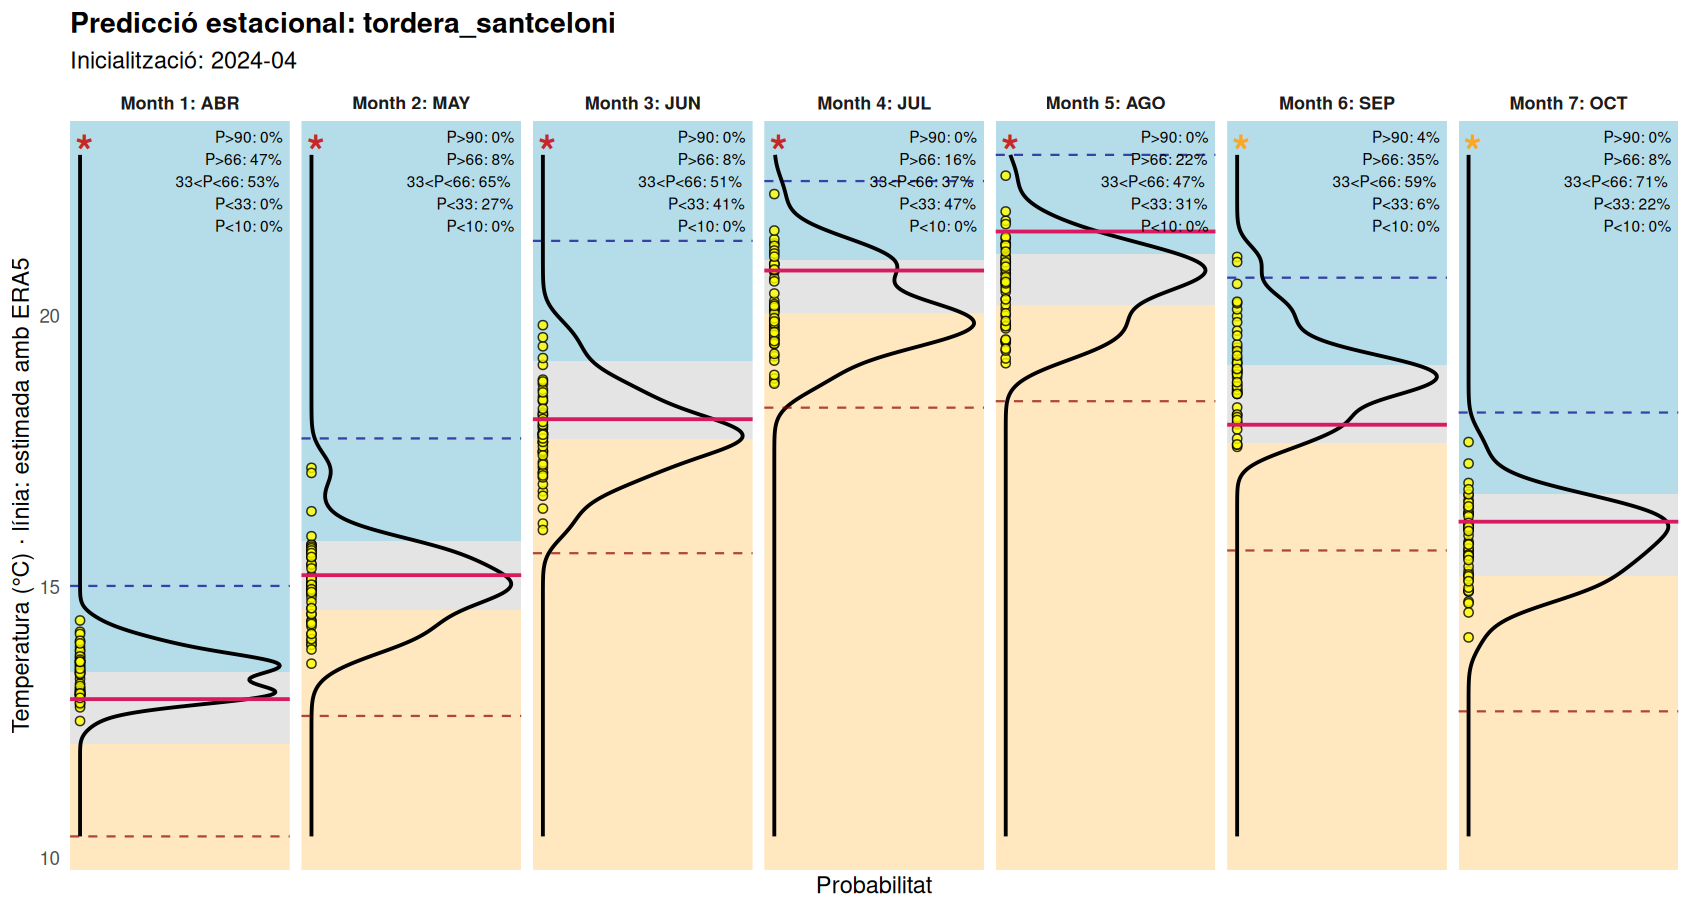 Predicció estacional: tordera_santceloni
Inicialització: 2024-04
Month 1: ABR
Month 2: MAY
Month 3: JUN
Month 4: JUL
Month 5: AGO
Month 6: SEP
Month 7: OCT
P>90: 0%
P>66: 47%
33<P<66: 53%
P<33: 0%
P<10: 0%
P>90: 0%
P>66: 8%
33<P<66: 65%
P<33: 27%
P<10: 0%
P>90: 0%
P>66: 8%
33<P<66: 51%
P<33: 41%
P<10: 0%
P>90: 0%
P>66: 16%
33<P<66: 37%
P<33: 47%
P<10: 0%
P>90: 0%
P>66: 22%
33<P<66: 47%
P<33: 31%
P<10: 0%
P>90: 4%
P>66: 35%
33<P<66: 59%
P<33: 6%
P<10: 0%
P>90: 0%
P>66: 8%
33<P<66: 71%
P<33: 22%
P<10: 0%
Temperatura (°C) · línia: estimada amb ERA5
20
15
10
Probabilitat